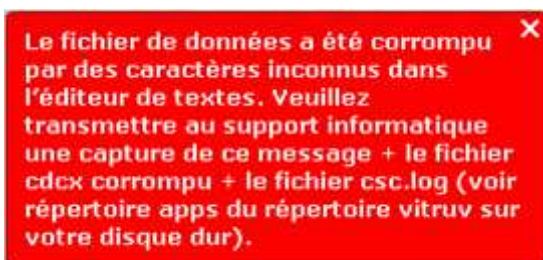 Le fichier de données a été corrompu
par des caractères inconnus dans
l'éditeur de textes. Veuillez
transmettre au support informatique
une capture de ce message + le fichier
cdcx corrompu + le fichier csc.log (voir
répertoire apps du répertoire vitruv sur
votre disque dur).